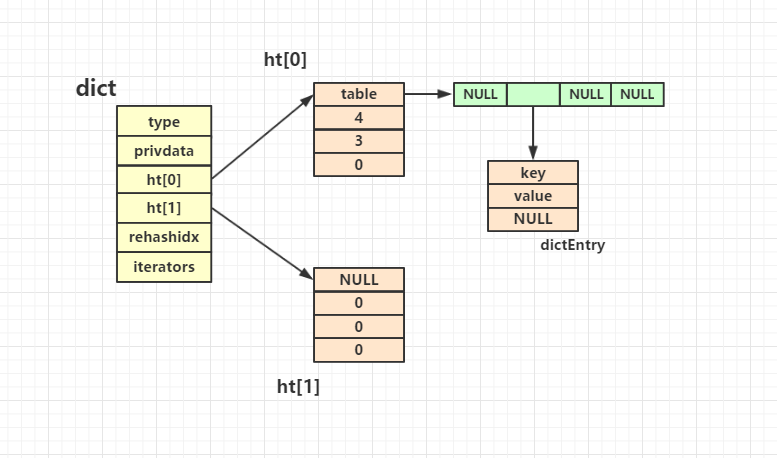 dict
type
privdata
ht[0]
ht[1]
rehashidx
iterators
ht[0]
table
4
3
0
NULL NULL NULL
key
value
NULL
dictEntry
NULL
0
0
0
ht[1]